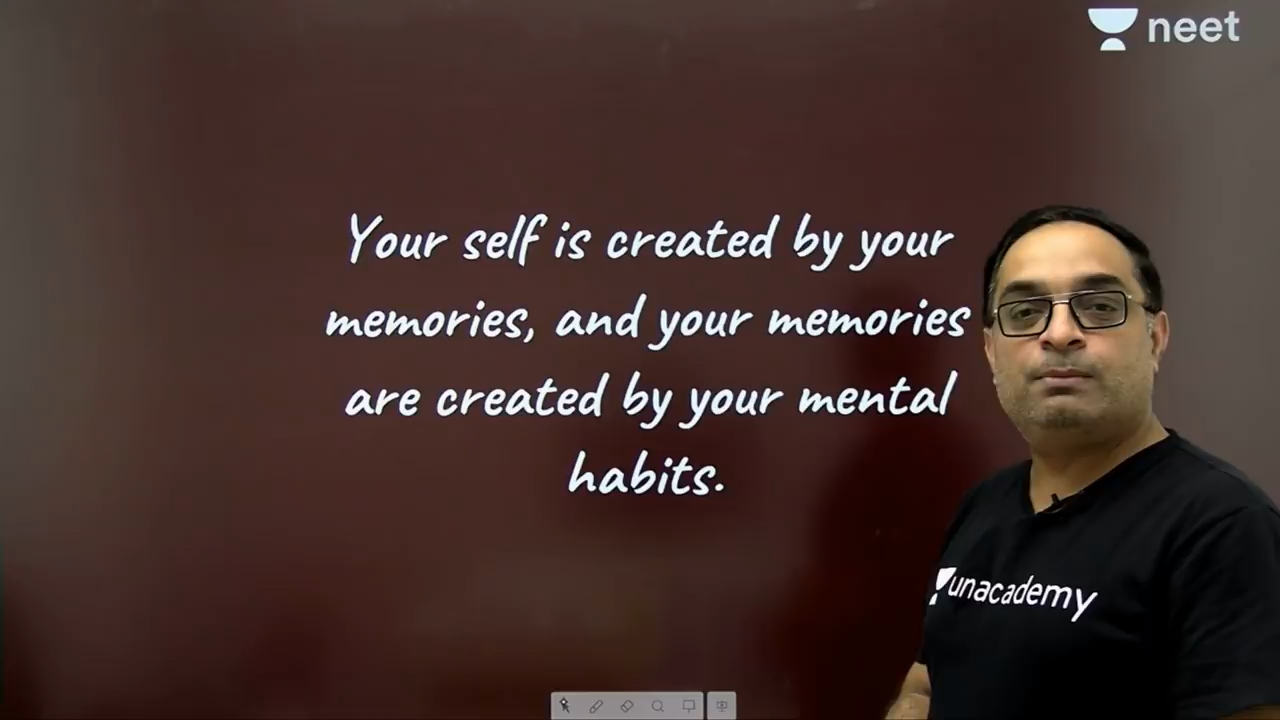 neet
Your self is created by your
memories, and your memories
are created by your mental
habits.
unacademy